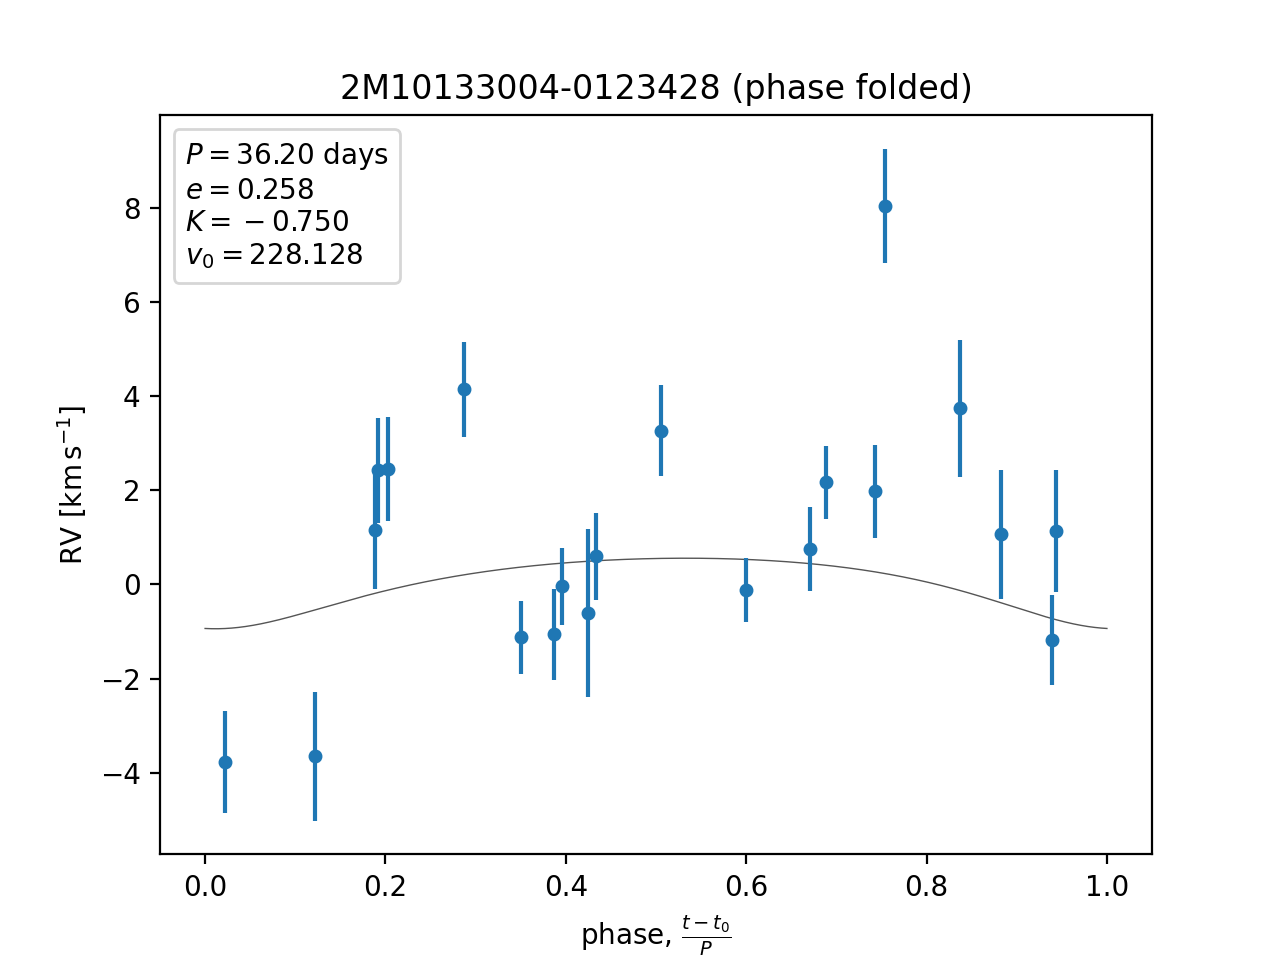 2M10133004-0123428 (phase folded)
P = 36.20 days
e = 0.258
K = −0.750
v₀ = 228.128
8
6
4
2
0
−2
−4
RV [km s⁻¹]
0.0 0.2 0.4 0.6 0.8 1.0
phase, (t − t₀)/P